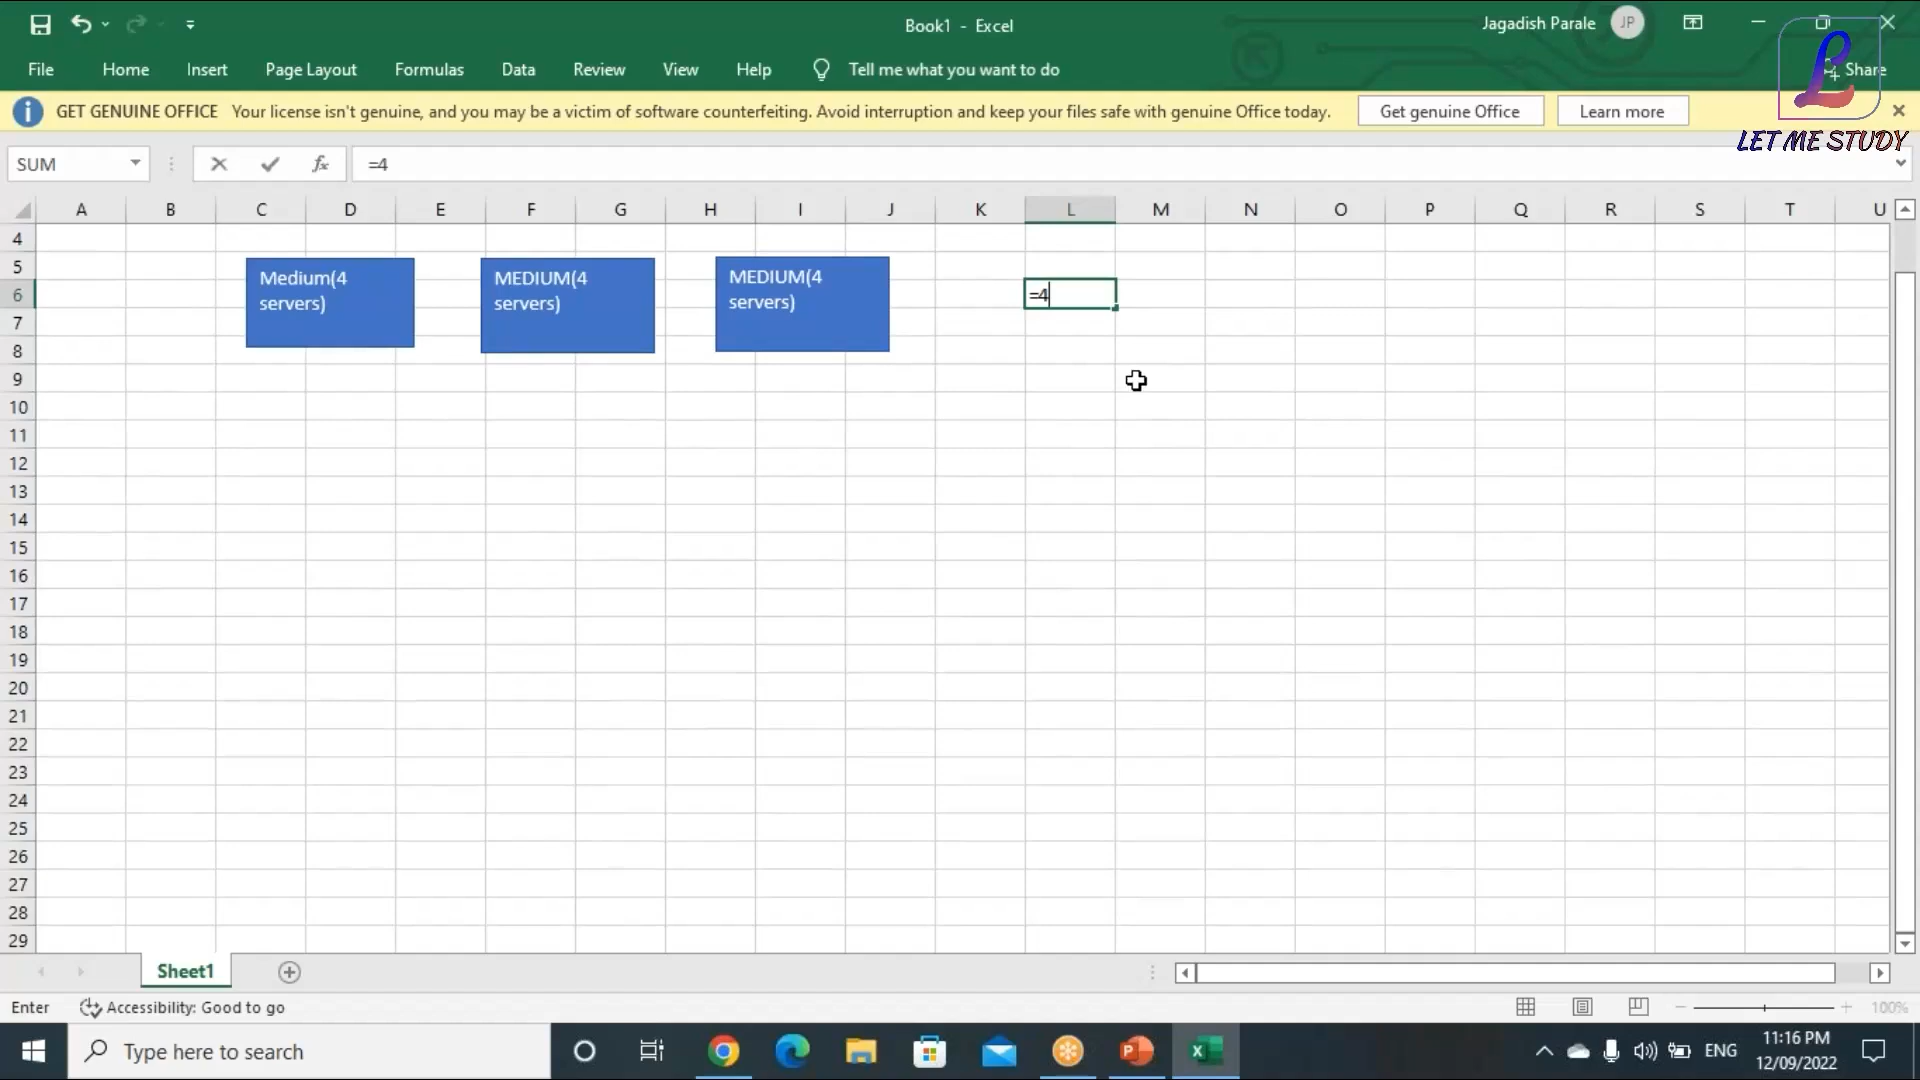 Book1 - Excel
Jagadish Parale
JP
File Home Insert Page Layout Formulas Data Review View Help Tell me what you want to do
Share
GET GENUINE OFFICE Your license isn't genuine, and you may be a victim of software counterfeiting. Avoid interruption and keep your files safe with genuine Office today.
Get genuine Office
Learn more
LET ME STUDY
SUM
fx
=4
A B C D E F G H I J K L M N O P Q R S T U
4
5
6
7
8
9
10
11
12
13
14
15
16
17
18
19
20
21
22
23
24
25
26
27
28
29
Medium(4
servers)
MEDIUM(4
servers)
MEDIUM(4
servers)
=4
Sheet1
Enter
Accessibility: Good to go
100%
Type here to search
ENG
11:16 PM
12/09/2022